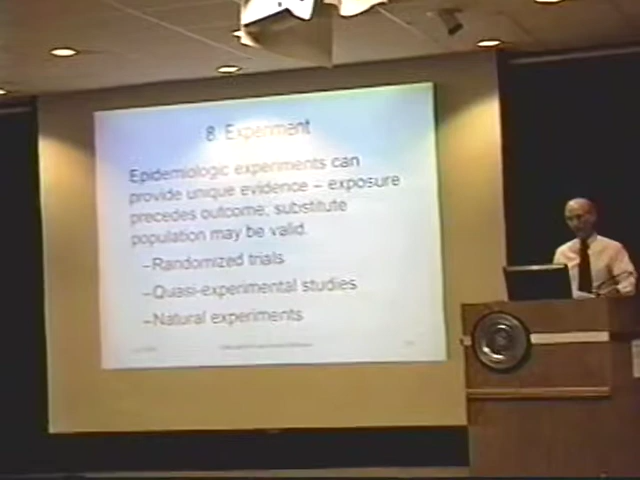 8. Experiment
Epidemiologic experiments can
provide unique evidence – exposure
precedes outcome; substitute
population may be valid.
–Randomized trials
–Quasi-experimental studies
–Natural experiments